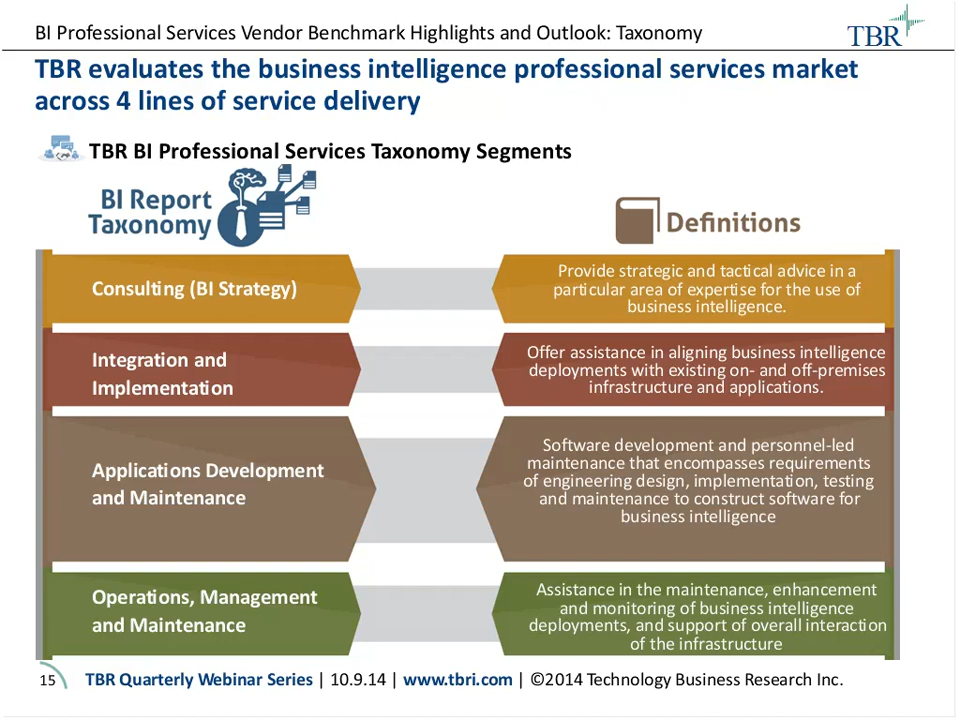 BI Professional Services Vendor Benchmark Highlights and Outlook: Taxonomy
TBR
TBR evaluates the business intelligence professional services market
across 4 lines of service delivery
TBR BI Professional Services Taxonomy Segments
BI Report
Taxonomy
Definitions
Consulting (BI Strategy)
Provide strategic and tactical advice in a
particular area of expertise for the use of
business intelligence.
Integration and
Implementation
Offer assistance in aligning business intelligence
deployments with existing on- and off-premises
infrastructure and applications.
Applications Development
and Maintenance
Software development and personnel-led
maintenance that encompasses requirements
of engineering design, implementation, testing
and maintenance to construct software for
business intelligence
Operations, Management
and Maintenance
Assistance in the maintenance, enhancement
and monitoring of business intelligence
deployments, and support of overall interaction
of the infrastructure
15 TBR Quarterly Webinar Series | 10.9.14 | www.tbri.com | ©2014 Technology Business Research Inc.